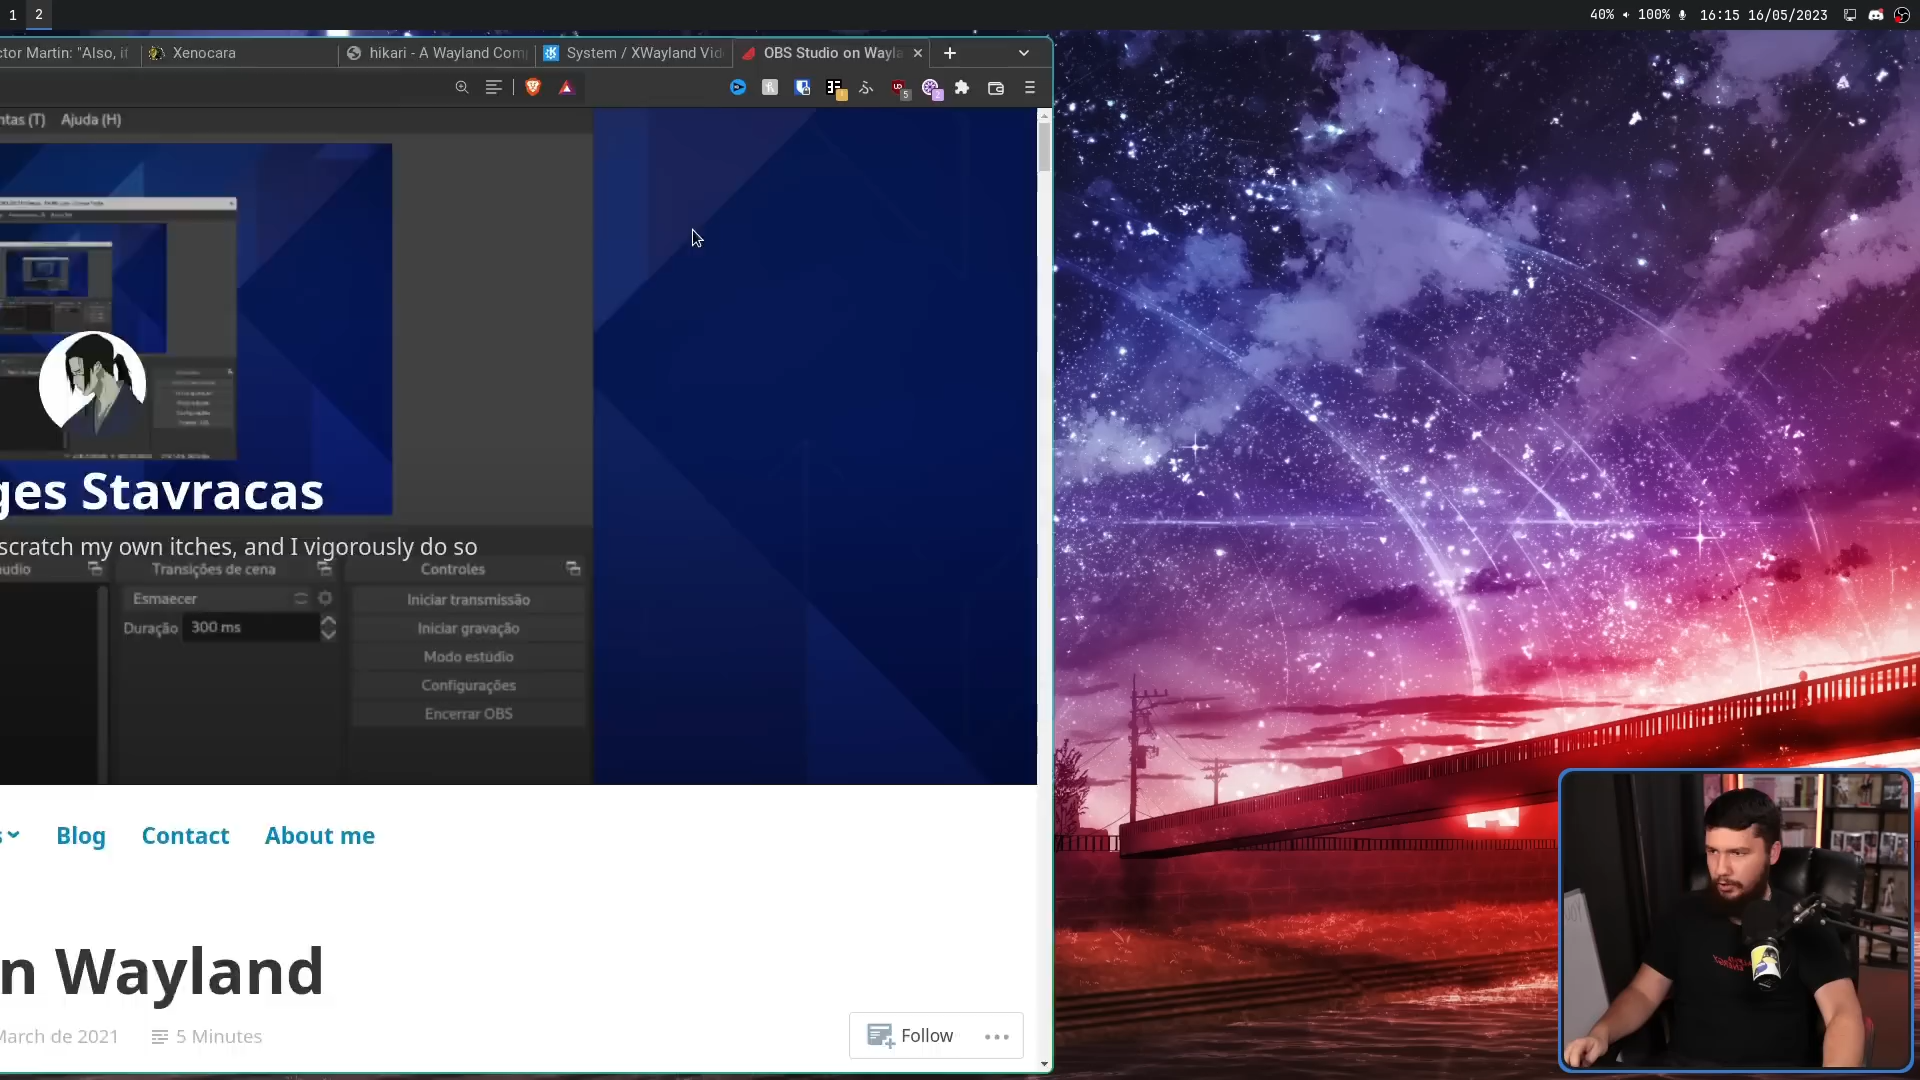 1 2 40% 100% 16:15 16/05/2023
ctor Martin: "Also, if Xenocara hikari - A Wayland Com System / XWayland Vid OBS Studio on Wayla
ntas (T) Ajuda (H)
ges Stavracas
scratch my own itches, and I vigorously do so
udio Transições de cena Controles
Esmaecer Iniciar transmissão
Duração 300 ms Iniciar gravação
Modo estúdio
Configurações
Encerrar OBS
s Blog Contact About me
n Wayland
March de 2021 5 Minutes
Follow